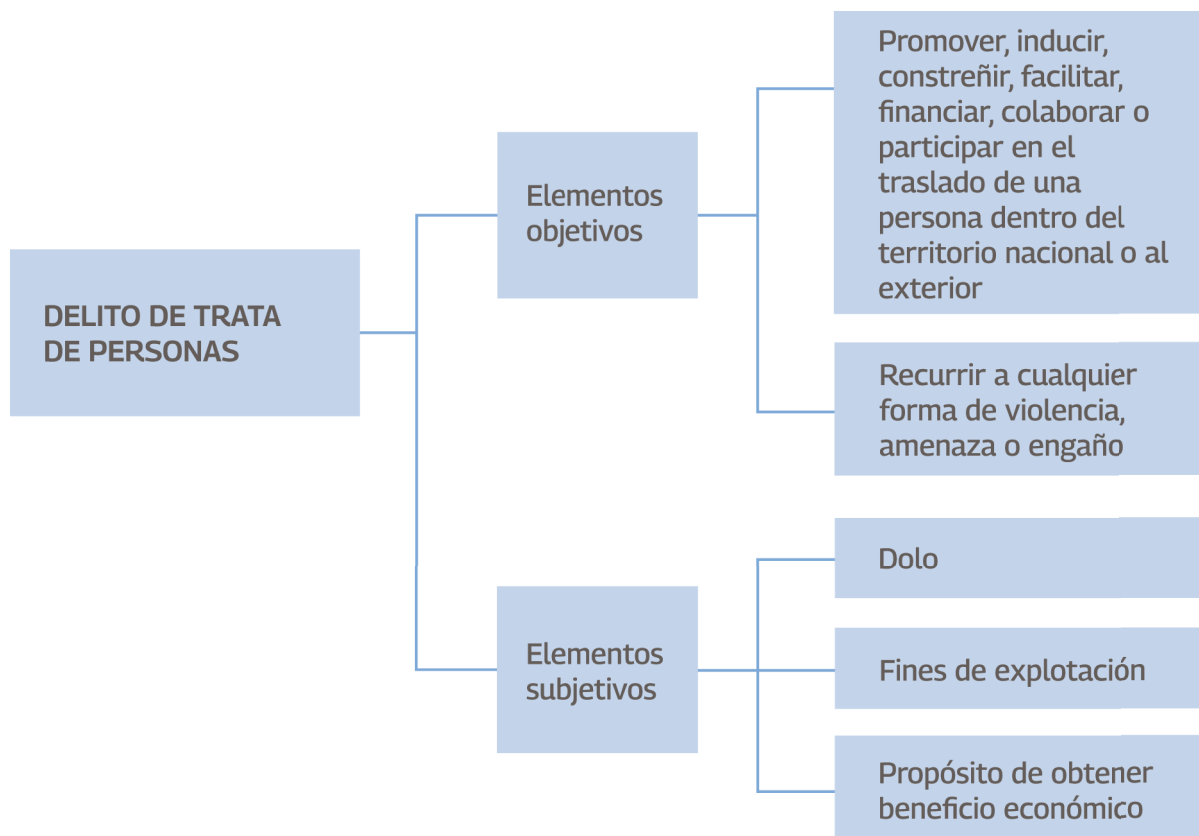 DELITO DE TRATA
DE PERSONAS
Elementos
objetivos
Promover, inducir,
constreñir, facilitar,
financiar, colaborar o
participar en el
traslado de una
persona dentro del
territorio nacional o al
exterior
Recurrir a cualquier
forma de violencia,
amenaza o engaño
Elementos
subjetivos
Dolo
Fines de explotación
Propósito de obtener
beneficio económico